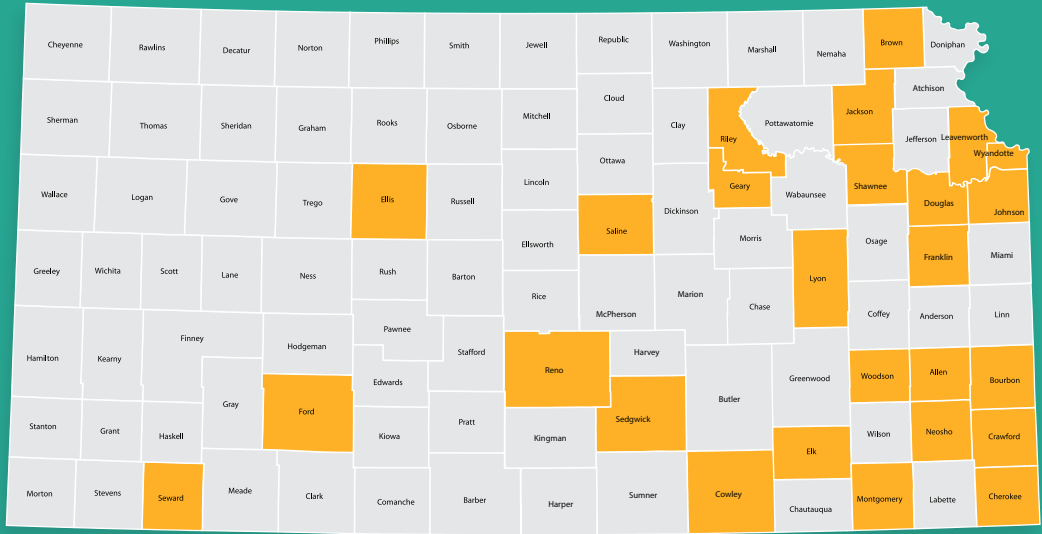 Cheyenne
Rawlins
Decatur
Norton
Phillips
Smith
Jewell
Republic
Washington
Marshall
Nemaha
Brown
Doniphan
Sherman
Thomas
Sheridan
Graham
Rooks
Osborne
Mitchell
Cloud
Clay
Riley
Pottawatomie
Jackson
Atchison
Jefferson
Leavenworth
Wyandotte
Wallace
Logan
Gove
Trego
Ellis
Russell
Lincoln
Ottawa
Saline
Dickinson
Geary
Wabaunsee
Shawnee
Douglas
Johnson
Greeley
Wichita
Scott
Lane
Ness
Rush
Barton
Ellsworth
Rice
McPherson
Marion
Morris
Chase
Lyon
Osage
Franklin
Miami
Hamilton
Kearny
Finney
Hodgeman
Pawnee
Stafford
Reno
Harvey
Coffey
Anderson
Linn
Stanton
Grant
Haskell
Gray
Ford
Edwards
Kiowa
Pratt
Kingman
Sedgwick
Butler
Greenwood
Woodson
Allen
Bourbon
Wilson
Neosho
Crawford
Morton
Stevens
Seward
Meade
Clark
Comanche
Barber
Harper
Sumner
Cowley
Elk
Chautauqua
Montgomery
Labette
Cherokee